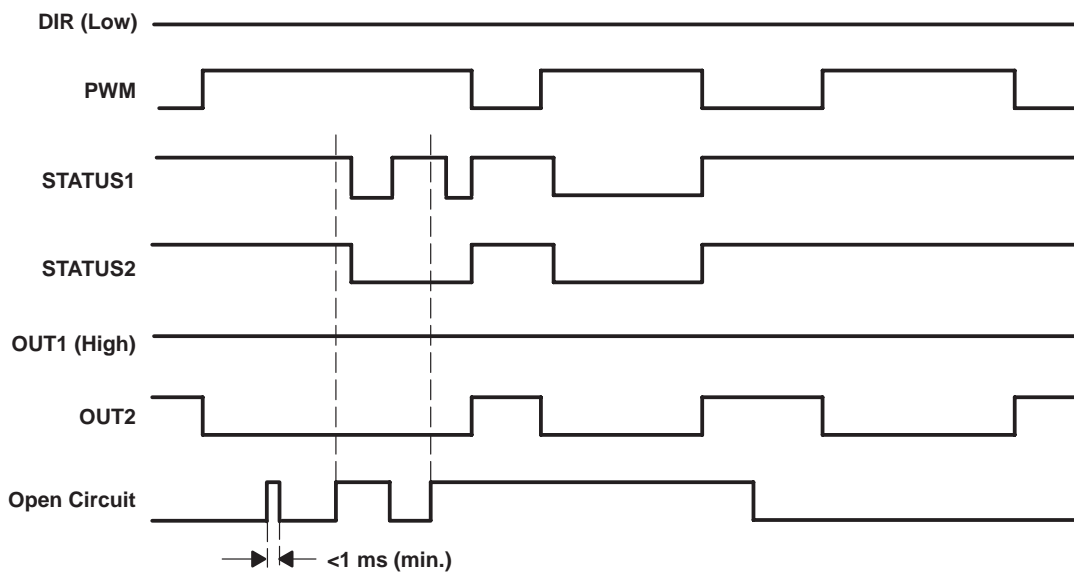 DIR (Low)
PWM
STATUS1
STATUS2
OUT1 (High)
OUT2
Open Circuit
<1 ms (min.)